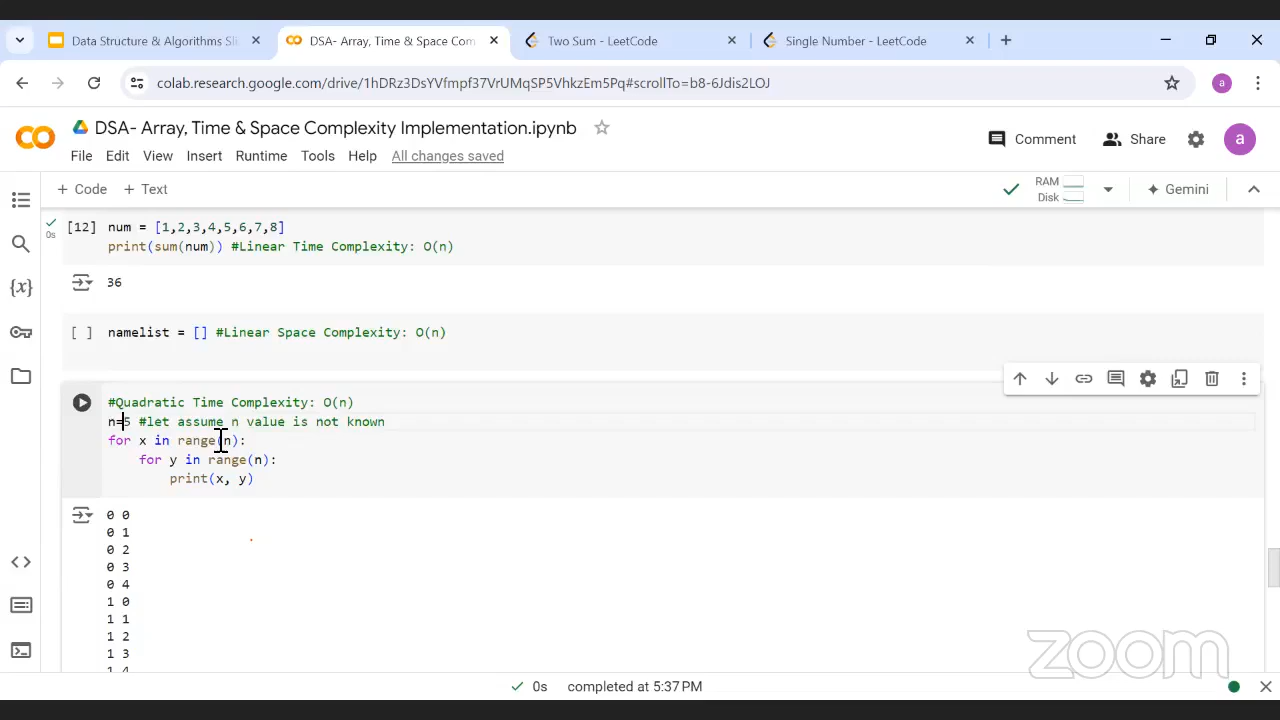 Data Structure & Algorithms Sli
DSA- Array, Time & Space Com
Two Sum - LeetCode
Single Number - LeetCode
colab.research.google.com/drive/1hDRz3DsYVfmpf37VrUMqSP5VhkzEm5Pq#scrollTo=b8-6Jdis2LOJ
a
DSA- Array, Time & Space Complexity Implementation.ipynb
Comment
Share
a
File Edit View Insert Runtime Tools Help All changes saved
+ Code + Text
RAM
Disk
Gemini
[12] num = [1,2,3,4,5,6,7,8]
0s
print(sum(num)) #Linear Time Complexity: O(n)
36
[ ] namelist = [] #Linear Space Complexity: O(n)
#Quadratic Time Complexity: O(n)
n=5 #let assume n value is not known
for x in range(n):
for y in range(n):
print(x, y)
0 0
0 1
0 2
0 3
0 4
1 0
1 1
1 2
1 3
1 4
zoom
0s completed at 5:37 PM